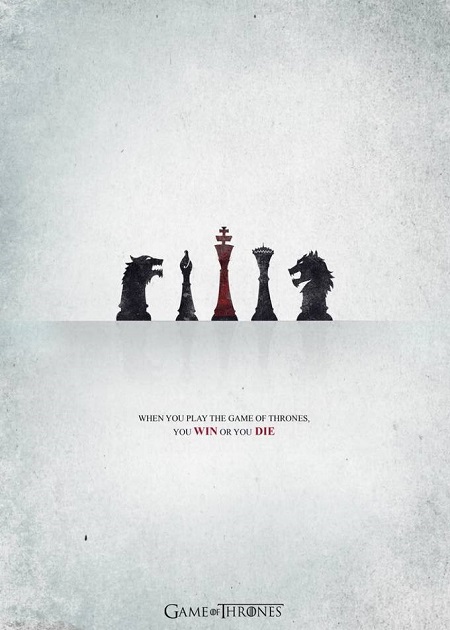 WHEN YOU PLAY THE GAME OF THRONES,
YOU WIN OR YOU DIE
GAME OF THRONES